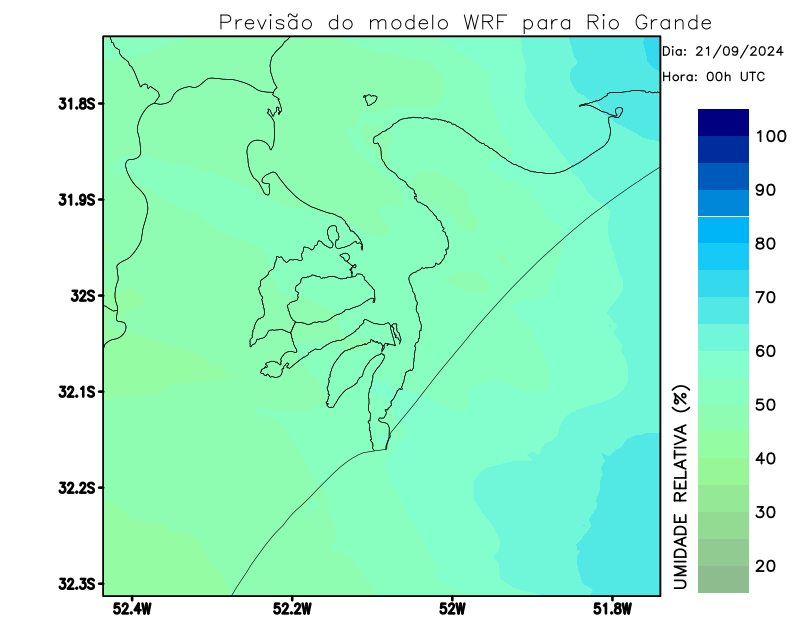 Previsão do modelo WRF para Rio Grande
Dia: 21/09/2024
Hora: 00h UTC
31.8S
31.9S
32S
32.1S
32.2S
32.3S
52.4W
52.2W
52W
51.8W
UMIDADE RELATIVA (%)
100
90
80
70
60
50
40
30
20